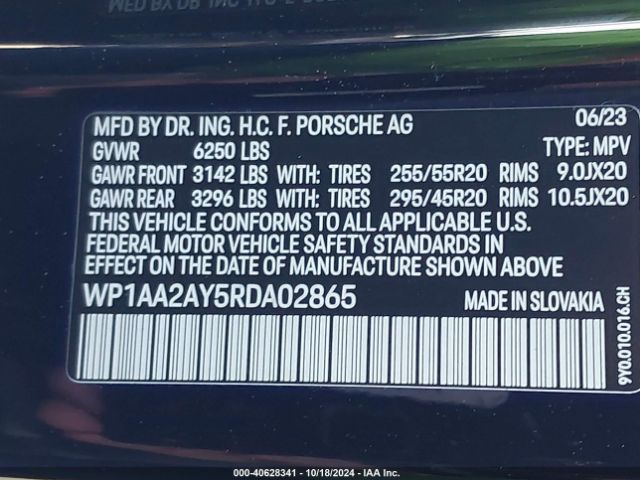 MFD BY DR. ING. H.C. F. PORSCHE AG 06/23
GVWR 6250 LBS TYPE: MPV
GAWR FRONT 3142 LBS WITH: TIRES 255/55R20 RIMS 9.0JX20
GAWR REAR 3296 LBS WITH: TIRES 295/45R20 RIMS 10.5JX20
THIS VEHICLE CONFORMS TO ALL APPLICABLE U.S.
FEDERAL MOTOR VEHICLE SAFETY STANDARDS IN
EFFECT ON THE DATE OF MANUFACTURE SHOWN ABOVE
WP1AA2AY5RDA02865 MADE IN SLOVAKIA
9Y0.010.016.CH
000-40628341 | 10/18/2024 | IAA Inc.